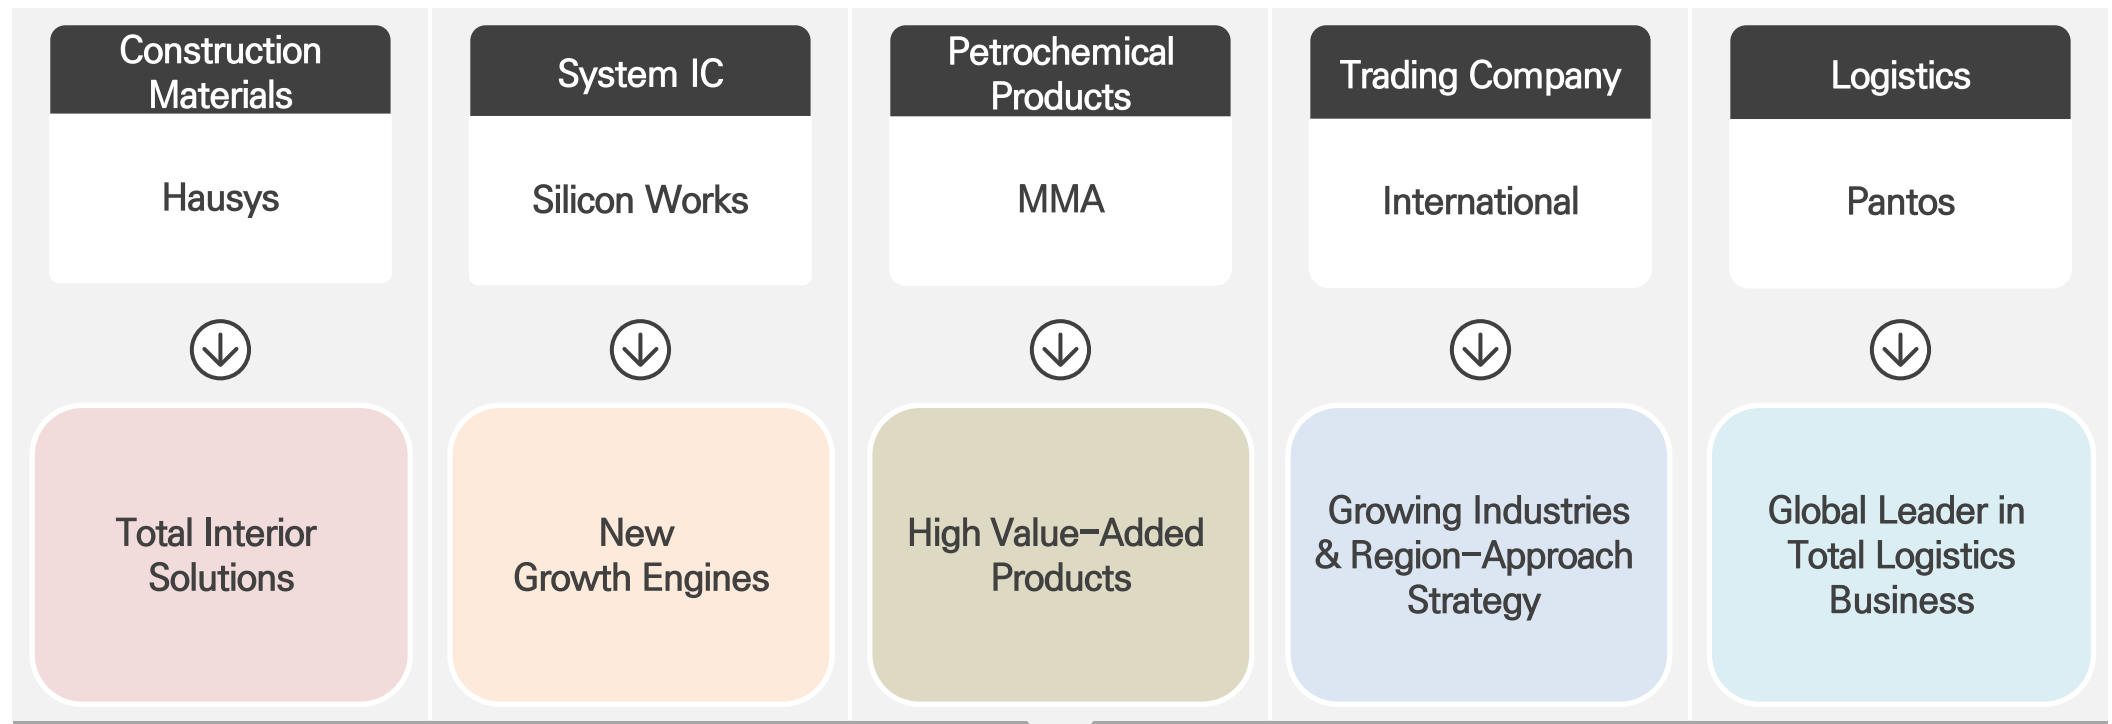 Construction
Materials
Hausys
Total Interior
Solutions
System IC
Silicon Works
New
Growth Engines
Petrochemical
Products
MMA
High Value-Added
Products
Trading Company
International
Growing Industries
& Region-Approach
Strategy
Logistics
Pantos
Global Leader in
Total Logistics
Business